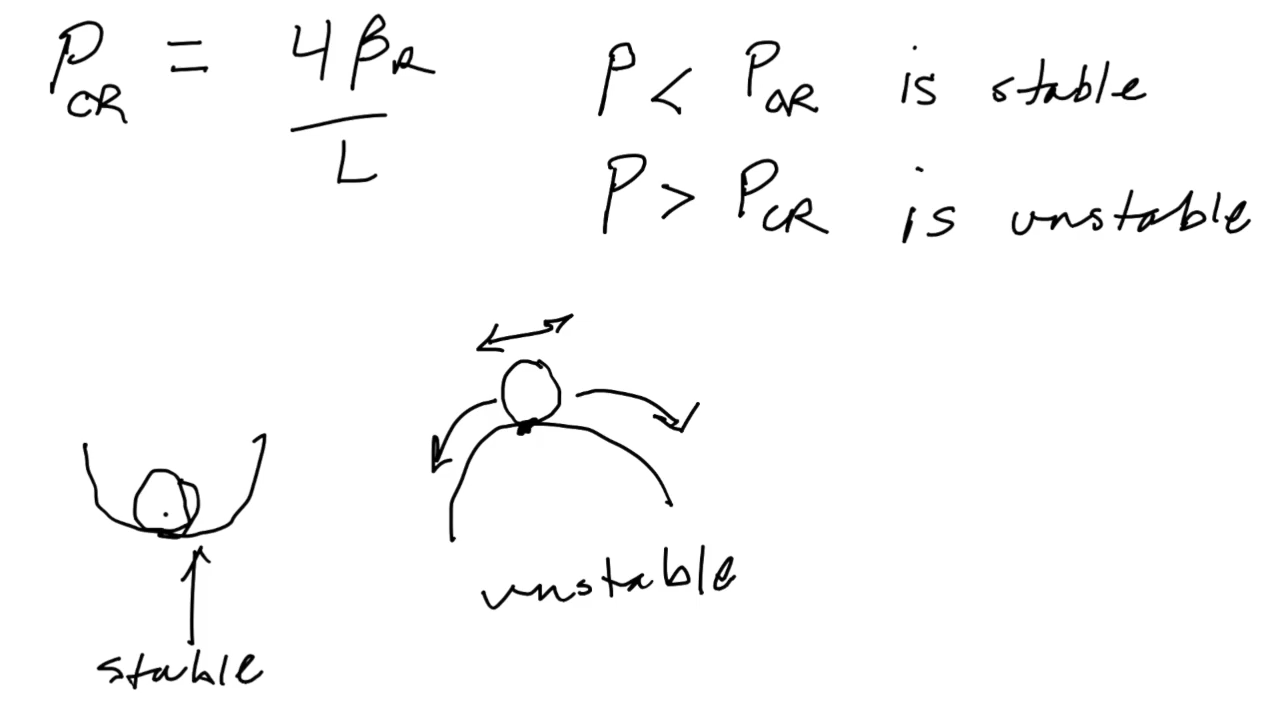 P_CR = 4β_R / L
P < P_CR is stable
P > P_CR is unstable
unstable
stable